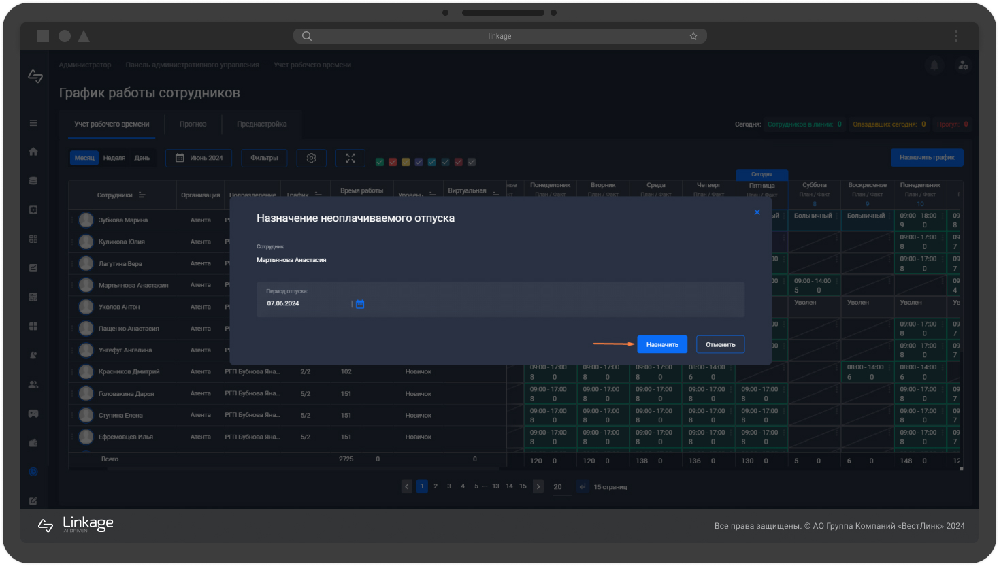 linkage
Администратор – Панель административного управления – Учет рабочего времени
График работы сотрудников
Учет рабочего времени Прогноз Преднастройка
Сегодня: Сотрудников в линии: 0 Опаздавших сегодня: 0 Прогул: 0
Месяц Неделя День Июнь 2024 Фильтры Назначить график
Сегодня
Сотрудники Организация Подразделение График Время работы Уровень Виртуальная нье Понедельник Вторник Среда Четверг Пятница Суббота Воскресенье Понедельник
План / Факт План / Факт План / Факт План / Факт План / Факт План / Факт План / Факт План / Факт
8 9 10
Зубкова Марина Атента Больничный Больничный 09:00 - 18:00 09
9 0 8
Куликова Юлия Атента 09:00 - 17:00 09
8 0 7
Лагутина Вера Атента 09:00 - 17:00 09
8 0 7
Мартьянова Анастасия Атента 09:00 - 14:00 09
5 0 4
Уколов Антон Атента Уволен Уволен Уволен Ув
Пащенко Анастасия Атента 09:00 - 17:00 09
8 0 7
Унгефуг Ангелина Атента 09:00 - 17:00 09
8 0 7
Назначение неоплачиваемого отпуска
Сотрудник
Мартьянова Анастасия
Период отпуска:
07.06.2024
Назначить Отменить
Красников Дмитрий Атента РГП Бубнова Яна... 2/2 102 Новичок 09:00 - 17:00 09:00 - 17:00 09:00 - 17:00 08:00 - 14:00 08:00 - 14:00 08:00 - 14:00
8 0 8 0 8 0 6 0 6 0 6 0
Головакина Дарья Атента РГП Бубнова Яна... 5/2 151 Новичок 09:00 - 17:00 09:00 - 17:00 09:00 - 17:00 09:00 - 17:00 09:00 - 17:00 09:00 - 17:00 09
8 0 8 0 8 0 8 0 8 0 8 0 7
Ступина Елена Атента РГП Бубнова Яна... 5/2 151 Новичок 09:00 - 17:00 09:00 - 17:00 09:00 - 17:00 09:00 - 17:00 09:00 - 17:00 09:00 - 17:00 09
8 0 8 0 8 0 8 0 8 0 8 0 7
Ефремовцев Илья Атента РГП Бубнова Яна... 5/2 151 Новичок 09:00 - 17:00 09:00 - 17:00 09:00 - 17:00 09:00 - 17:00 09:00 - 17:00 09:00 - 17:00 09
8 0 8 0 8 0 8 0 8 0 8 0 7
Всего 2725 0 0 120 0 120 0 138 0 136 0 130 0 5 0 6 0 148 0 12
1 2 3 4 5 ... 13 14 15 20 15 страниц
Linkage
AI DRIVEN
Все права защищены. © АО Группа Компаний «ВестЛинк» 2024